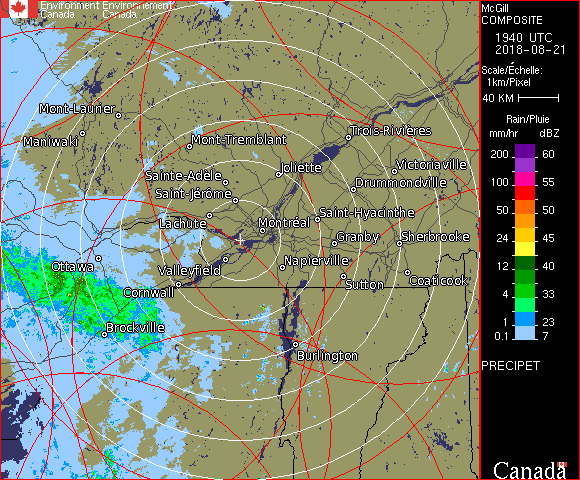 Environment Environnement
Canada Canada
McGill
COMPOSITE
1940 UTC
2018-08-21
Scale/Échelle:
1km/Pixel
40 KM
Rain/Pluie
mm/hr dBZ
200 60
100 55
50 50
24 45
12 40
4 33
1 23
0.1 7
PRECIPET
Canada
Mont-Laurier
Maniwaki
Mont-Tremblant
Trois-Rivières
Joliette
Victoriaville
Sainte-Adèle
Drummondville
Saint-Jérôme
Lachute
Saint-Hyacinthe
Montréal
Granby
Sherbrooke
Ottawa
Valleyfield
Napierville
Cornwall
Sutton
Coaticook
Brockville
Burlington